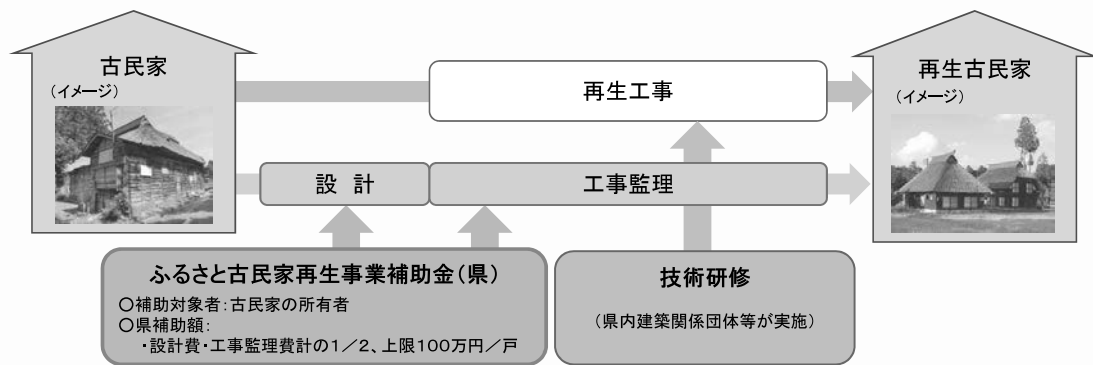 古民家
(イメージ)
再生工事
再生古民家
(イメージ)
設 計
工事監理
ふるさと古民家再生事業補助金(県)
○補助対象者:古民家の所有者
○県補助額:
・設計費・工事監理費計の1/2、上限100万円/戸
技術研修
(県内建築関係団体等が実施)